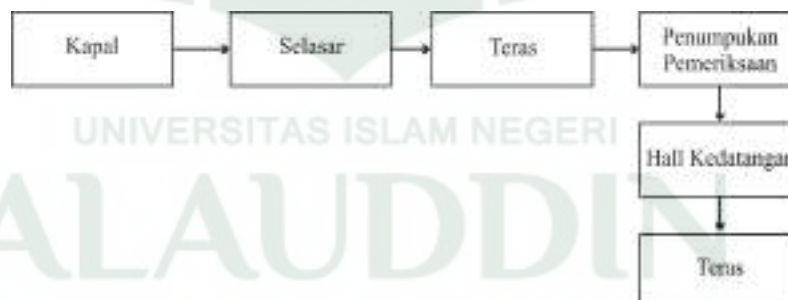 Kapal
Selasar
Teras
Penumpukan
Pemeriksaan
UNIVERSITAS ISLAM NEGERI
Hall Kedatangan
ALAUDDIN
Teras